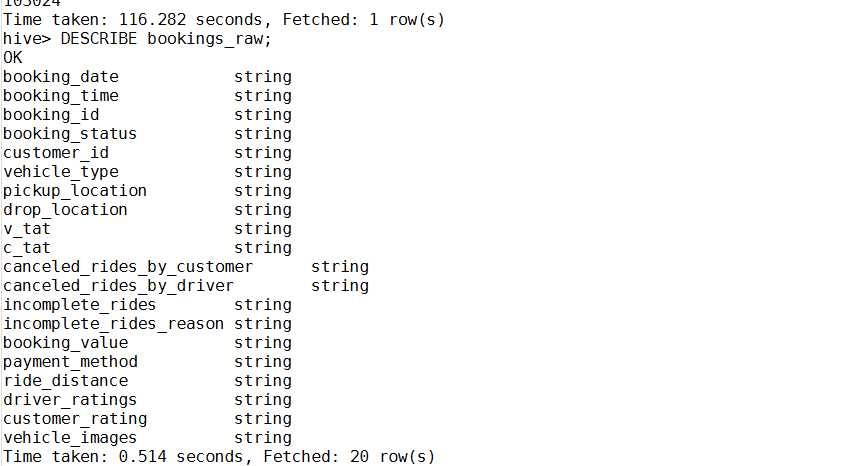 103024
Time taken: 116.282 seconds, Fetched: 1 row(s)
hive> DESCRIBE bookings_raw;
OK
booking_date string
booking_time string
booking_id string
booking_status string
customer_id string
vehicle_type string
pickup_location string
drop_location string
v_tat string
c_tat string
canceled_rides_by_customer string
canceled_rides_by_driver string
incomplete_rides string
incomplete_rides_reason string
booking_value string
payment_method string
ride_distance string
driver_ratings string
customer_rating string
vehicle_images string
Time taken: 0.514 seconds, Fetched: 20 row(s)